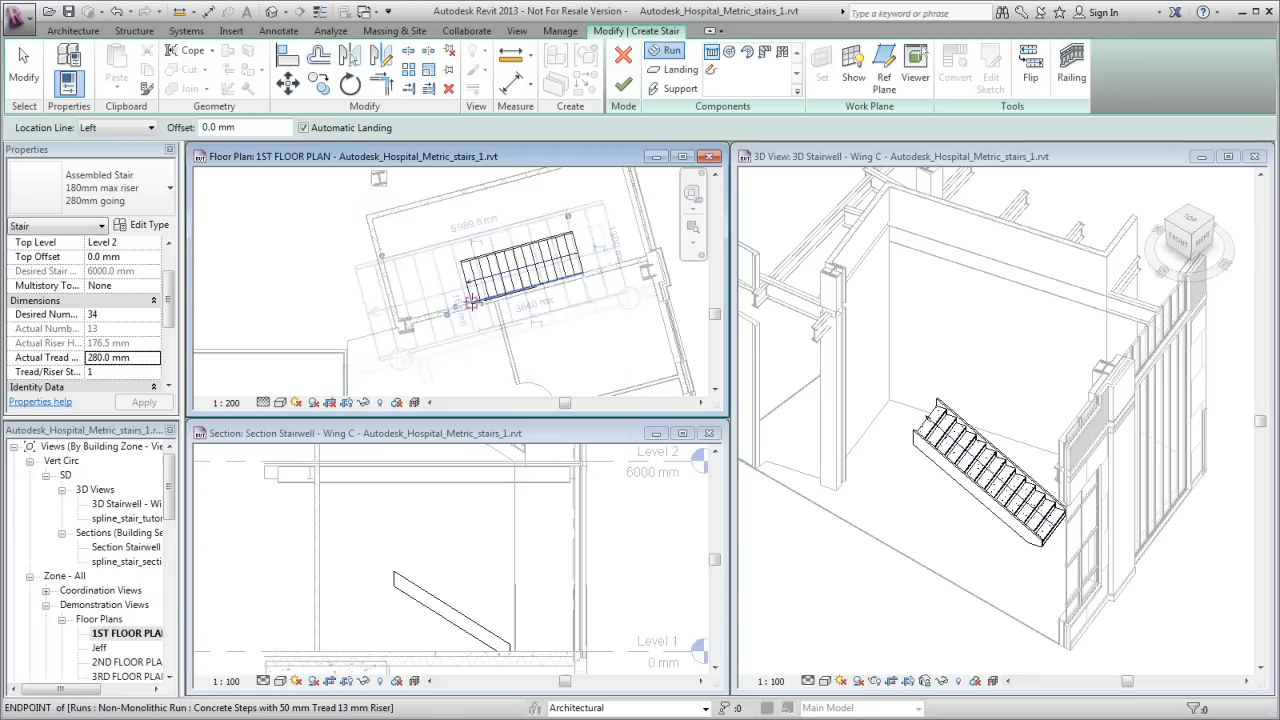 Autodesk Revit 2013 - Not For Resale Version - Autodesk_Hospital_Metric_stairs_1.rvt
Type a keyword or phrase
Sign In
Architecture Structure Systems Insert Annotate Analyze Massing & Site Collaborate View Manage Modify | Create Stair
Modify
Properties
Paste
Cope
Cut
Join
Run
Landing
Support
Set
Show
Ref Plane
Viewer
Convert
Edit Sketch
Flip
Railing
Select Properties Clipboard Geometry Modify View Measure Create Mode Components Work Plane Tools
Location Line: Left Offset: 0.0 mm Automatic Landing
Properties
Assembled Stair
180mm max riser
280mm going
Stair Edit Type
Top Level Level 2
Top Offset 0.0 mm
Desired Stair ... 6000.0 mm
Multistory To... None
Dimensions
Desired Num... 34
Actual Numb... 13
Actual Riser H... 176.5 mm
Actual Tread ... 280.0 mm
Tread/Riser St... 1
Identity Data
Properties help Apply
Autodesk_Hospital_Metric_stairs_1.r...
Views (By Building Zone - Vie
Vert Circ
SD
3D Views
3D Stairwell - Wi
spline_stair_tutor
Sections (Building Se
Section Stairwell
spline_stair_secti
Zone - All
Coordination Views
Demonstration Views
Floor Plans
1ST FLOOR PLA
Jeff
2ND FLOOR PLA
3RD FLOOR PLA
Floor Plan: 1ST FLOOR PLAN - Autodesk_Hospital_Metric_stairs_1.rvt
5989.8 mm
3640 mm
1 : 200
Section: Section Stairwell - Wing C - Autodesk_Hospital_Metric_stairs_1.rvt
Level 2
6000 mm
Level 1
0 mm
1 : 100
3D View: 3D Stairwell - Wing C - Autodesk_Hospital_Metric_stairs_1.rvt
TOP
FRONT
RIGHT
1 : 100
ENDPOINT of [Runs : Non-Monolithic Run : Concrete Steps with 50 mm Tread 13 mm Riser]
Architectural
:0
Main Model
:0